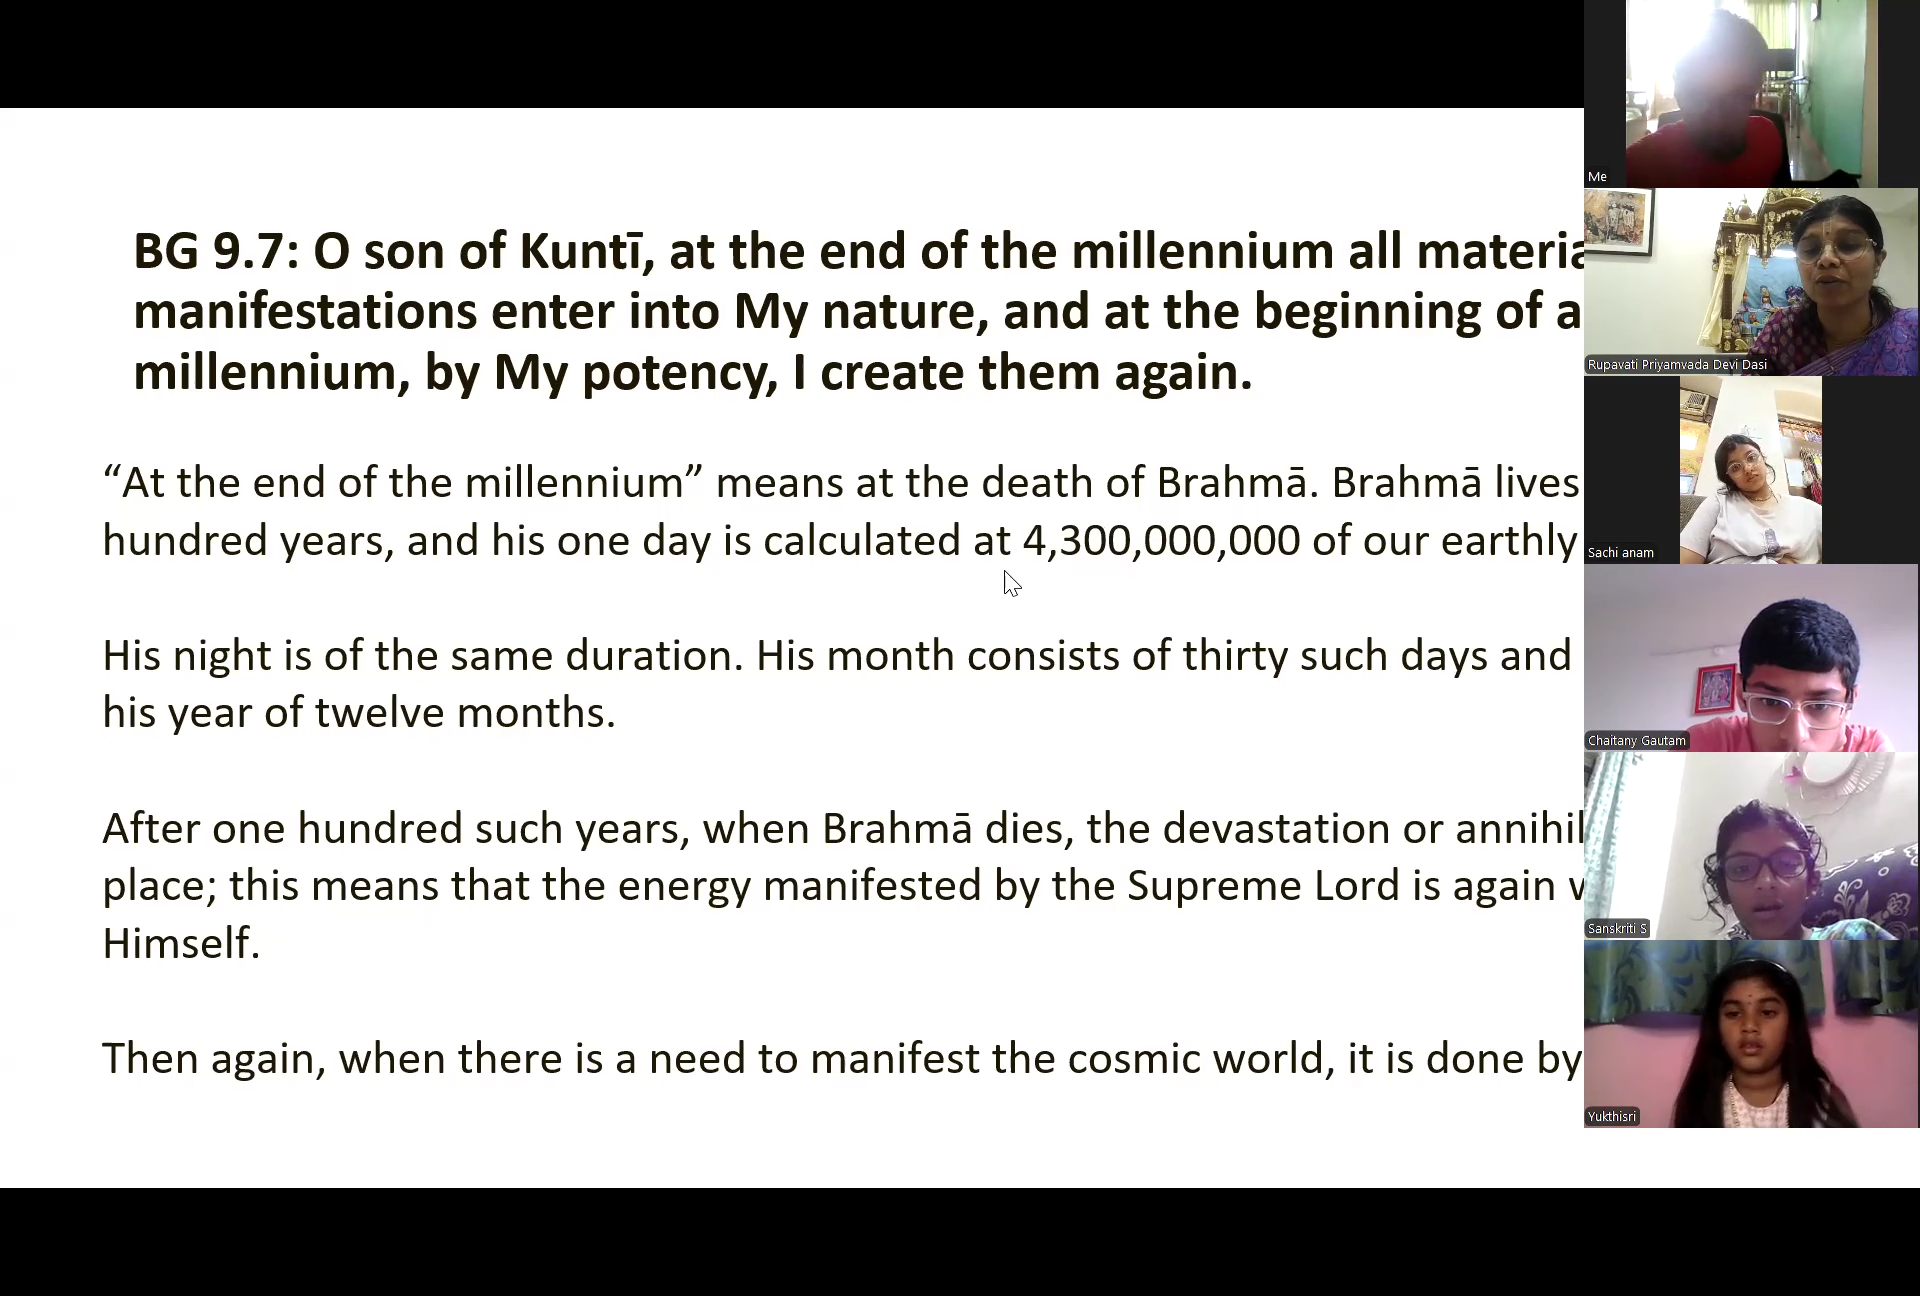 BG 9.7: O son of Kuntī, at the end of the millennium all
manifestations enter into My nature, and at the beginning of a
millennium, by My potency, I create them again.
“At the end of the millennium” means at the death of Brahmā. Brahmā lives
hundred years, and his one day is calculated at 4,300,000,000 of our earthly
His night is of the same duration. His month consists of thirty such days and
his year of twelve months.
After one hundred such years, when Brahmā dies, the devastation or
place; this means that the energy manifested by the Supreme Lord is again
Himself.
Then again, when there is a need to manifest the cosmic world, it is done by
Me
Rupavati Priyamvada Devi Dasi
Sachi anam
Chaitany Gautam
Sanskriti S
Yukthisri